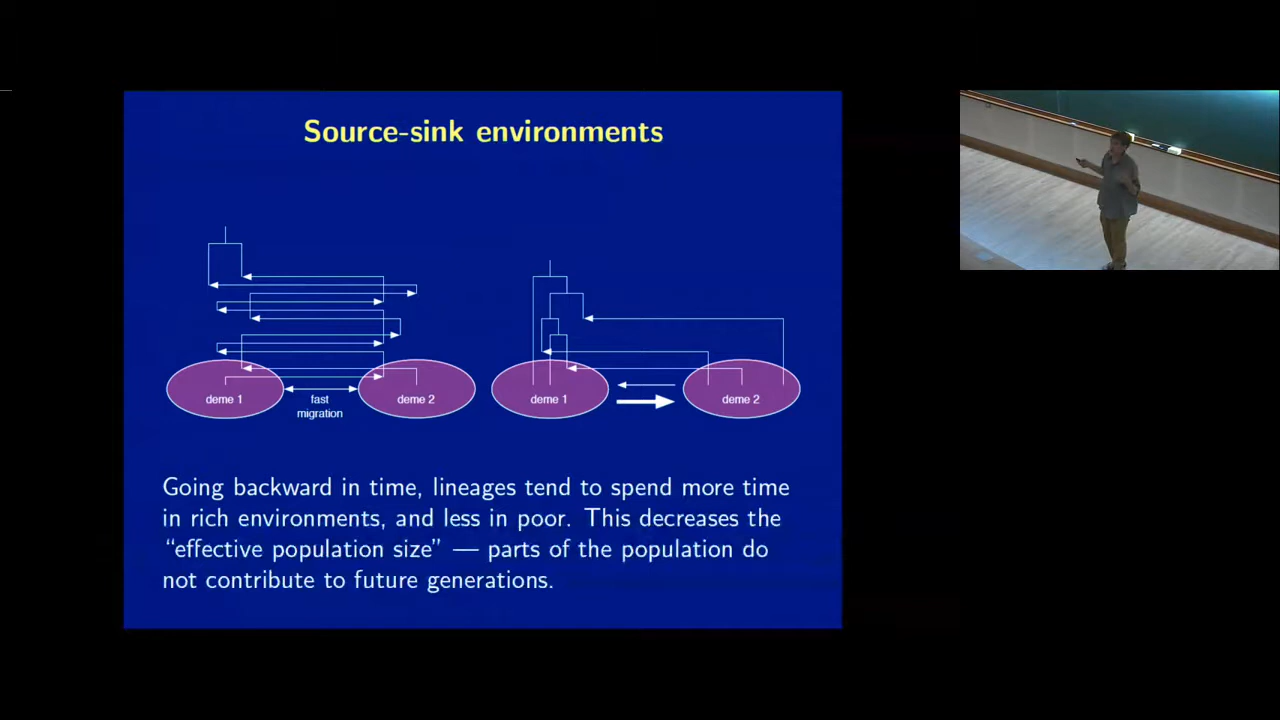 Source-sink environments
deme 1
fast
migration
deme 2
deme 1
deme 2
Going backward in time, lineages tend to spend more time
in rich environments, and less in poor. This decreases the
“effective population size” — parts of the population do
not contribute to future generations.